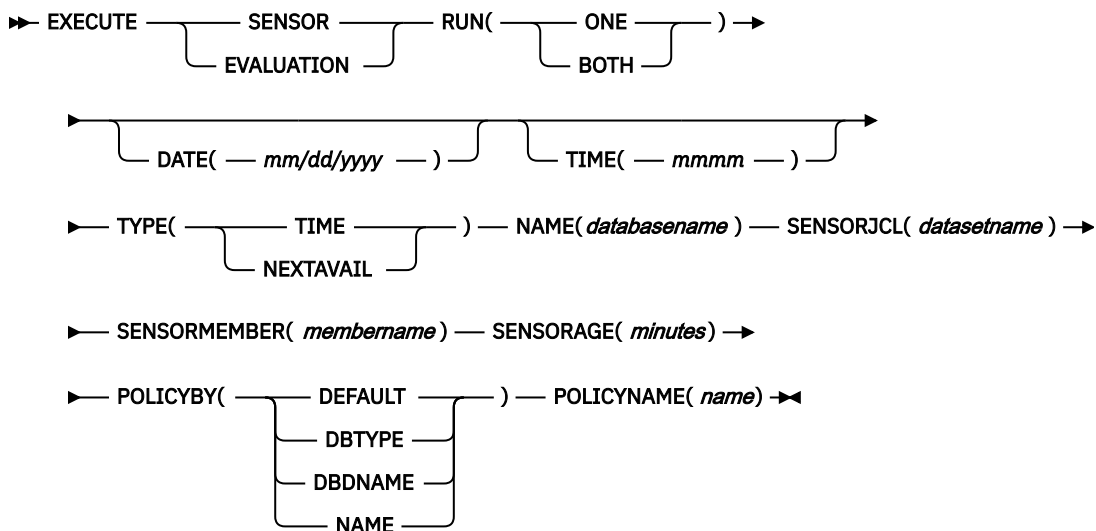 EXECUTE SENSOR RUN( ONE )
EVALUATION BOTH
DATE( mm/dd/yyyy ) TIME( mmmm )
TYPE( TIME ) NAME( databasename ) SENSORJCL( datasetname )
NEXTAVAIL
SENSORMEMBER( membername ) SENSORAGE( minutes )
POLICYBY( DEFAULT ) POLICYNAME( name )
DBTYPE
DBDNAME
NAME